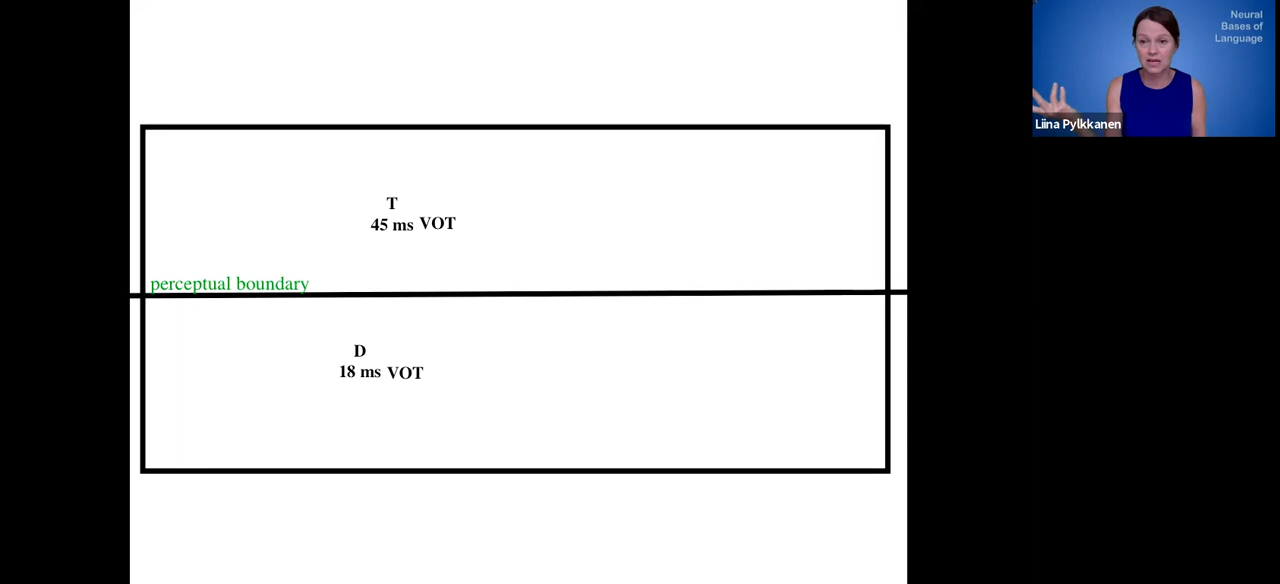 T
45 ms VOT
perceptual boundary
D
18 ms VOT
Neural
Bases of
Language
Liina Pylkkanen